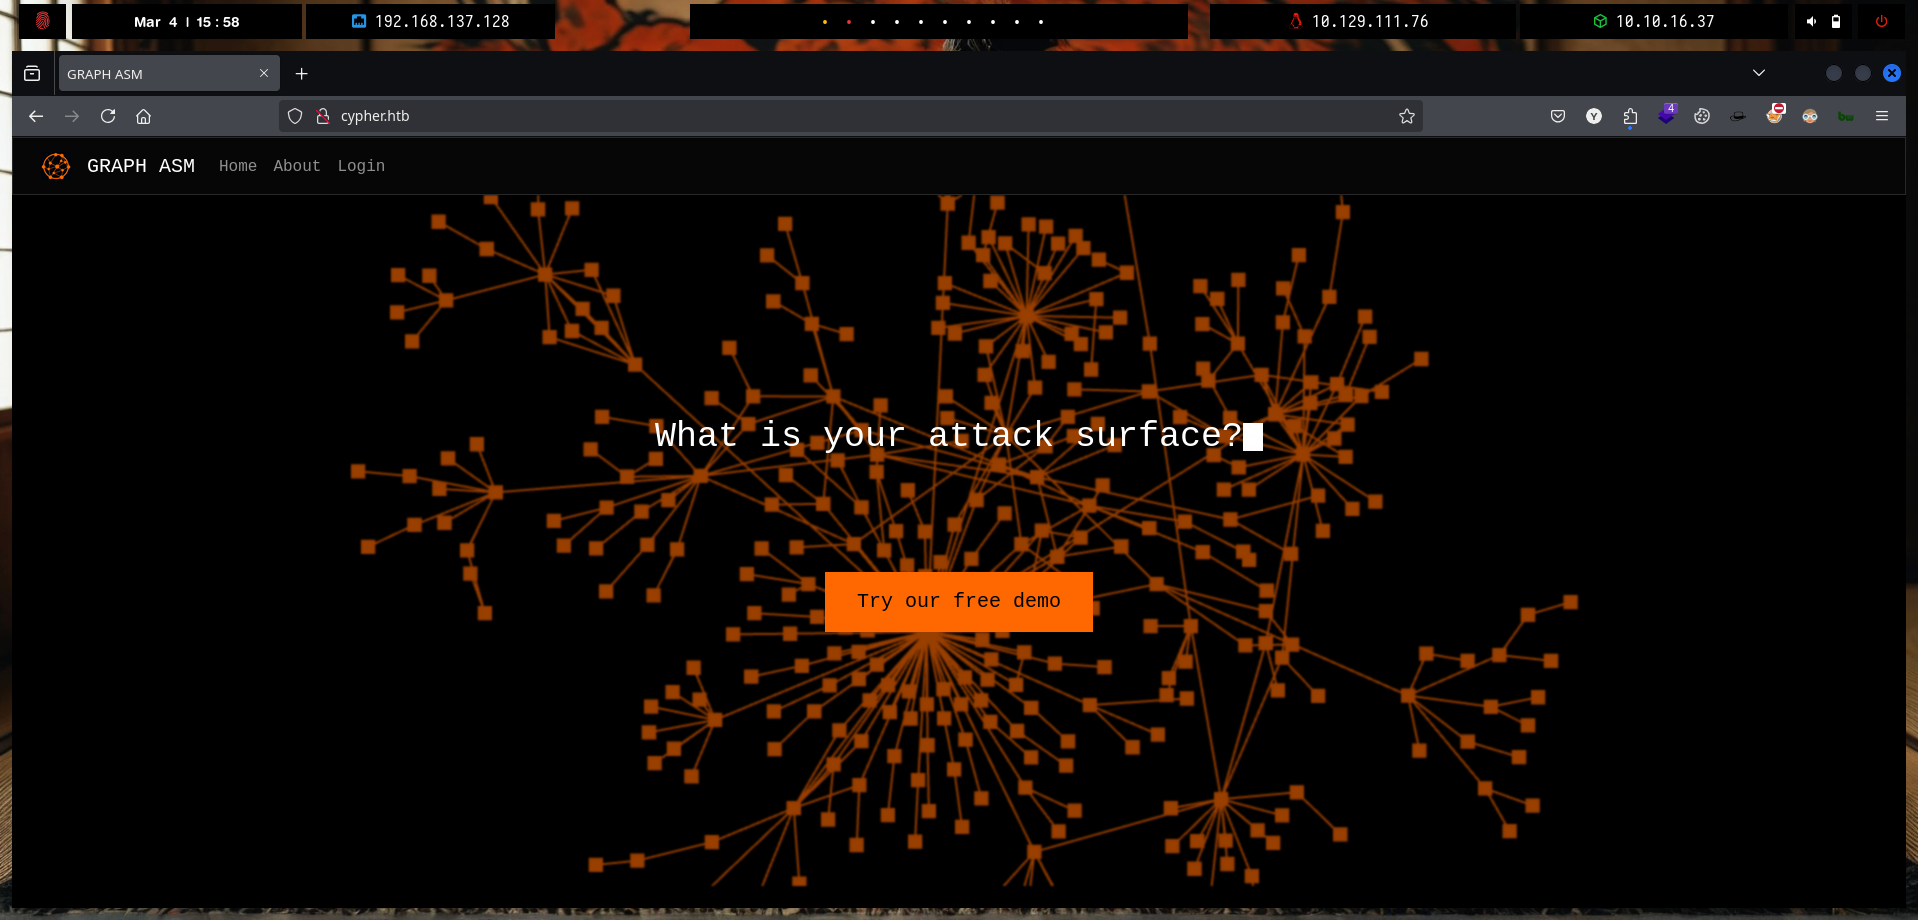 Mar 4 | 15:58
192.168.137.128
10.129.111.76
10.10.16.37
GRAPH ASM
cypher.htb
Y
4
GRAPH ASM
Home
About
Login
What is your attack surface?
Try our free demo